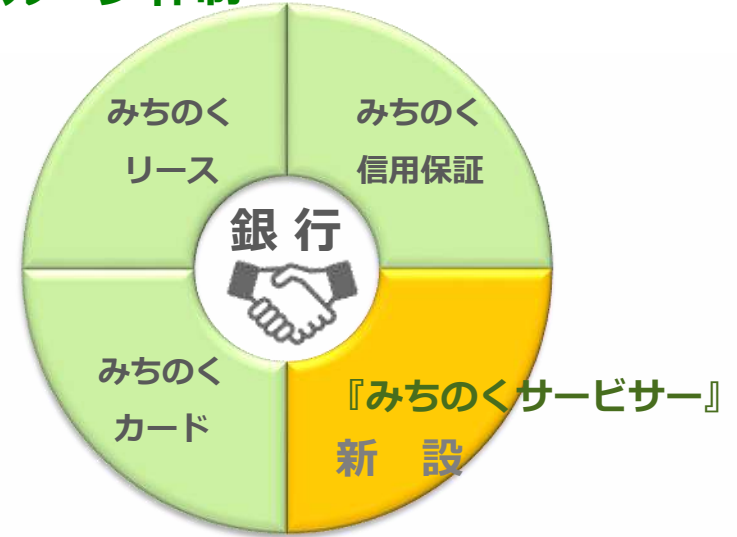 みちのく
リース
みちのく
信用保証
銀 行
みちのく
カード
『みちのくサービサー』
新 設